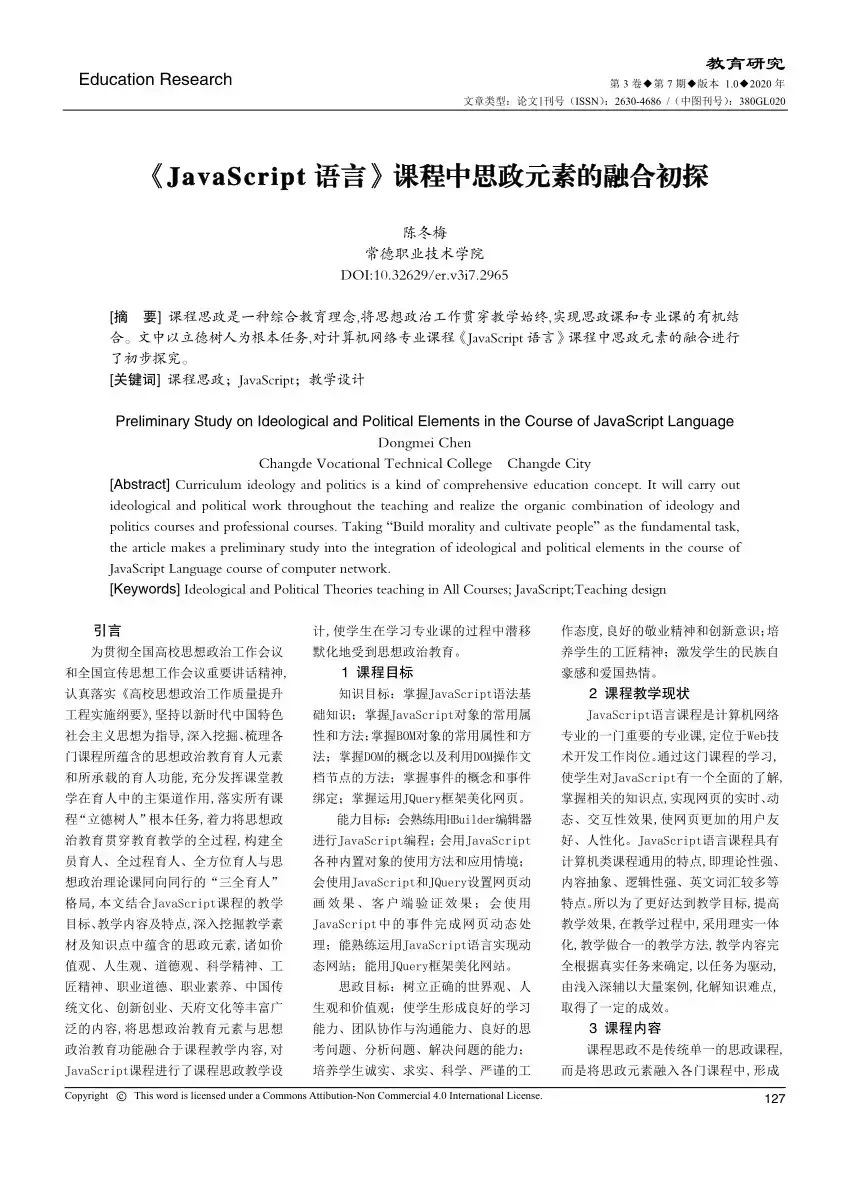 Education Research
教育研究
第 3 卷◆第 7 期◆版本 1.0◆2020 年
文章类型：论文|刊号（ISSN）：2630-4686 /（中图刊号）：380GL020
《JavaScript 语言》课程中思政元素的融合初探
陈冬梅
常德职业技术学院
DOI:10.32629/er.v3i7.2965
[摘　要] 课程思政是一种综合教育理念,将思想政治工作贯穿教学始终,实现思政课和专业课的有机结
合。文中以立德树人为根本任务,对计算机网络专业课程《JavaScript 语言》课程中思政元素的融合进行
了初步探究。
[关键词] 课程思政；JavaScript；教学设计
Preliminary Study on Ideological and Political Elements in the Course of JavaScript Language
Dongmei Chen
Changde Vocational Technical College　Changde City
[Abstract] Curriculum ideology and politics is a kind of comprehensive education concept. It will carry out
ideological and political work throughout the teaching and realize the organic combination of ideology and
politics courses and professional courses. Taking “Build morality and cultivate people” as the fundamental task,
the article makes a preliminary study into the integration of ideological and political elements in the course of
JavaScript Language course of computer network.
[Keywords] Ideological and Political Theories teaching in All Courses; JavaScript;Teaching design
引言
为贯彻全国高校思想政治工作会议
和全国宣传思想工作会议重要讲话精神,
认真落实《高校思想政治工作质量提升
工程实施纲要》,坚持以新时代中国特色
社会主义思想为指导,深入挖掘、梳理各
门课程所蕴含的思想政治教育育人元素
和所承载的育人功能,充分发挥课堂教
学在育人中的主渠道作用,落实所有课
程“立德树人”根本任务,着力将思想政
治教育贯穿教育教学的全过程,构建全
员育人、全过程育人、全方位育人与思
想政治理论课同向同行的“三全育人”
格局,本文结合JavaScript课程的教学
目标、教学内容及特点,深入挖掘教学素
材及知识点中蕴含的思政元素,诸如价
值观、人生观、道德观、科学精神、工
匠精神、职业道德、职业素养、中国传
统文化、创新创业、天府文化等丰富广
泛的内容,将思想政治教育元素与思想
政治教育功能融合于课程教学内容,对
JavaScript课程进行了课程思政教学设
计,使学生在学习专业课的过程中潜移
默化地受到思想政治教育。
1 课程目标
知识目标：掌握JavaScript语法基
础知识；掌握JavaScript对象的常用属
性和方法;掌握BOM对象的常用属性和方
法；掌握DOM的概念以及利用DOM操作文
档节点的方法；掌握事件的概念和事件
绑定；掌握运用JQuery框架美化网页。
能力目标：会熟练用HBuilder编辑器
进行JavaScript编程；会用JavaScript
各种内置对象的使用方法和应用情境；
会使用JavaScript和JQuery设置网页动
画效果、客户端验证效果；会使用
JavaScript中的事件完成网页动态处
理；能熟练运用JavaScript语言实现动
态网站；能用JQuery框架美化网站。
思政目标：树立正确的世界观、人
生观和价值观；使学生形成良好的学习
能力、团队协作与沟通能力、良好的思
考问题、分析问题、解决问题的能力；
培养学生诚实、求实、科学、严谨的工
作态度,良好的敬业精神和创新意识；培
养学生的工匠精神；激发学生的民族自
豪感和爱国热情。
2 课程教学现状
JavaScript语言课程是计算机网络
专业的一门重要的专业课,定位于Web技
术开发工作岗位。通过这门课程的学习,
使学生对JavaScript有一个全面的了解,
掌握相关的知识点,实现网页的实时、动
态、交互性效果,使网页更加的用户友
好、人性化。JavaScript语言课程具有
计算机类课程通用的特点,即理论性强、
内容抽象、逻辑性强、英文词汇较多等
特点。所以为了更好达到教学目标,提高
教学效果,在教学过程中,采用理实一体
化,教学做合一的教学方法,教学内容完
全根据真实任务来确定,以任务为驱动,
由浅入深辅以大量案例,化解知识难点,
取得了一定的成效。
3 课程内容
课程思政不是传统单一的思政课程,
而是将思政元素融入各门课程中,形成
Copyright © This word is licensed under a Commons Attibution-Non Commercial 4.0 International License.
127